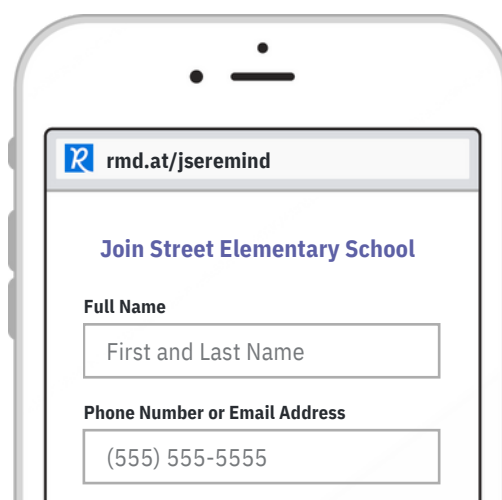 rmd.at/jseremind
Join Street Elementary School
Full Name
First and Last Name
Phone Number or Email Address
(555) 555-5555